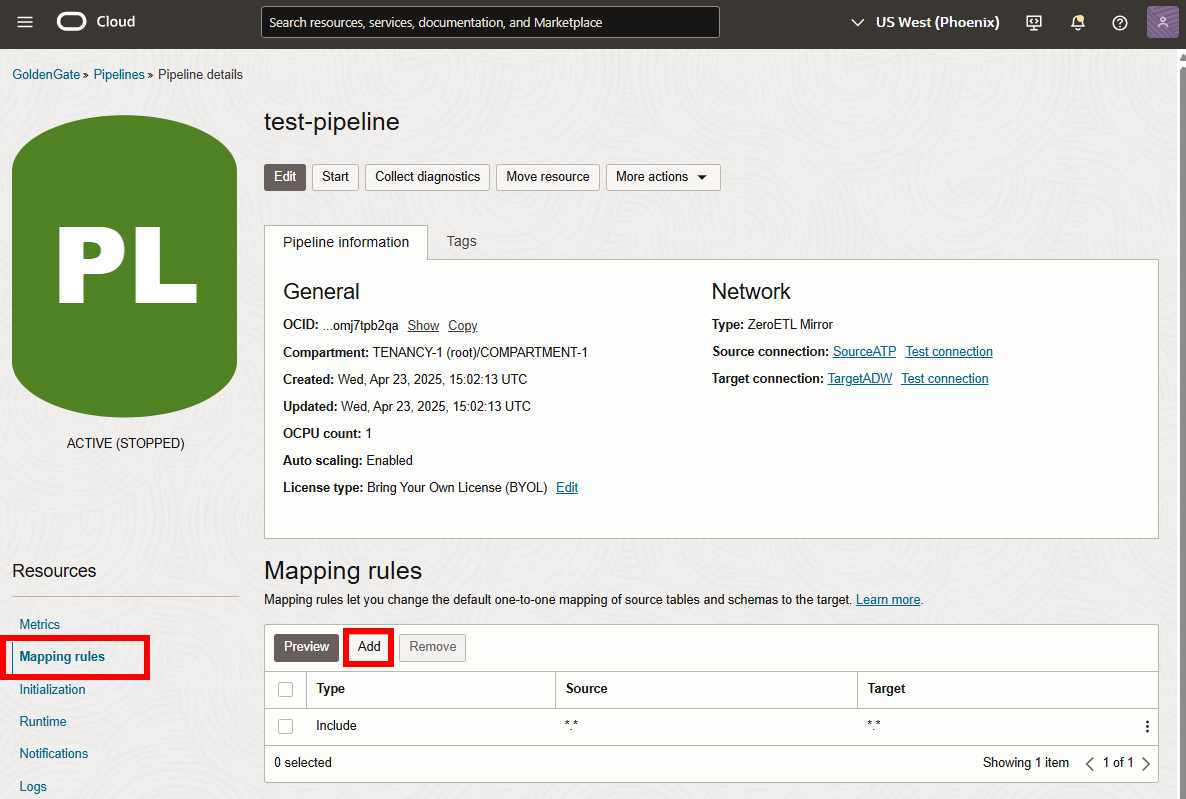 Cloud
Search resources, services, documentation, and Marketplace
US West (Phoenix)
GoldenGate » Pipelines » Pipeline details
PL
ACTIVE (STOPPED)
test-pipeline
Edit Start Collect diagnostics Move resource More actions
Pipeline information Tags
General
OCID: ...omj7tpb2qa Show Copy
Compartment: TENANCY-1 (root)/COMPARTMENT-1
Created: Wed, Apr 23, 2025, 15:02:13 UTC
Updated: Wed, Apr 23, 2025, 15:02:13 UTC
OCPU count: 1
Auto scaling: Enabled
License type: Bring Your Own License (BYOL) Edit
Network
Type: ZeroETL Mirror
Source connection: SourceATP Test connection
Target connection: TargetADW Test connection
Resources
Metrics
Mapping rules
Initialization
Runtime
Notifications
Logs
Mapping rules
Mapping rules let you change the default one-to-one mapping of source tables and schemas to the target. Learn more.
Preview Add Remove
Type Source Target
Include *.* *.*
0 selected Showing 1 item 1 of 1